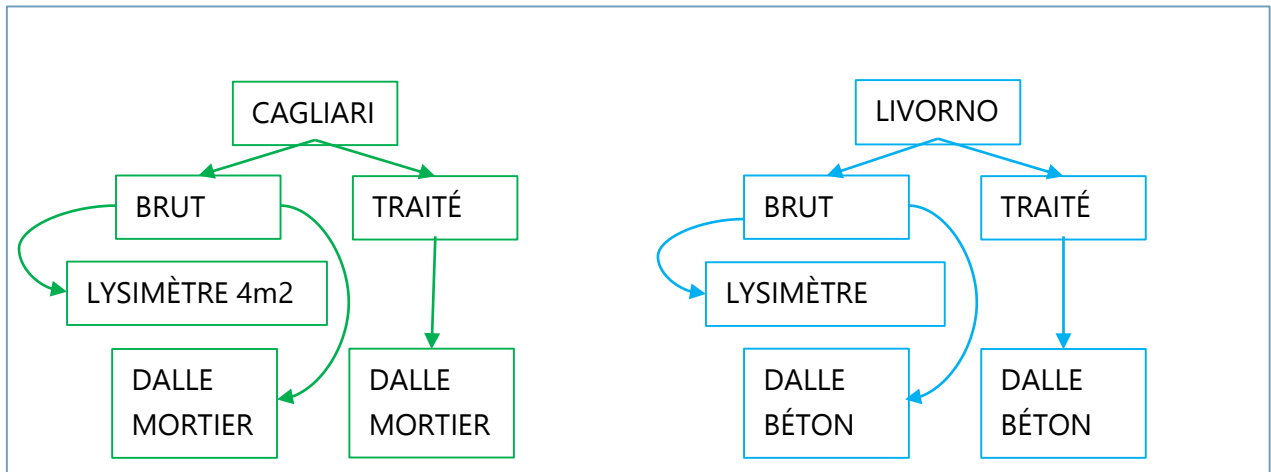 CAGLIARI
BRUT
TRAITÉ
LYSIMÈTRE 4m2
DALLE
MORTIER
DALLE
MORTIER
LIVORNO
BRUT
TRAITÉ
LYSIMÈTRE
DALLE
BÉTON
DALLE
BÉTON